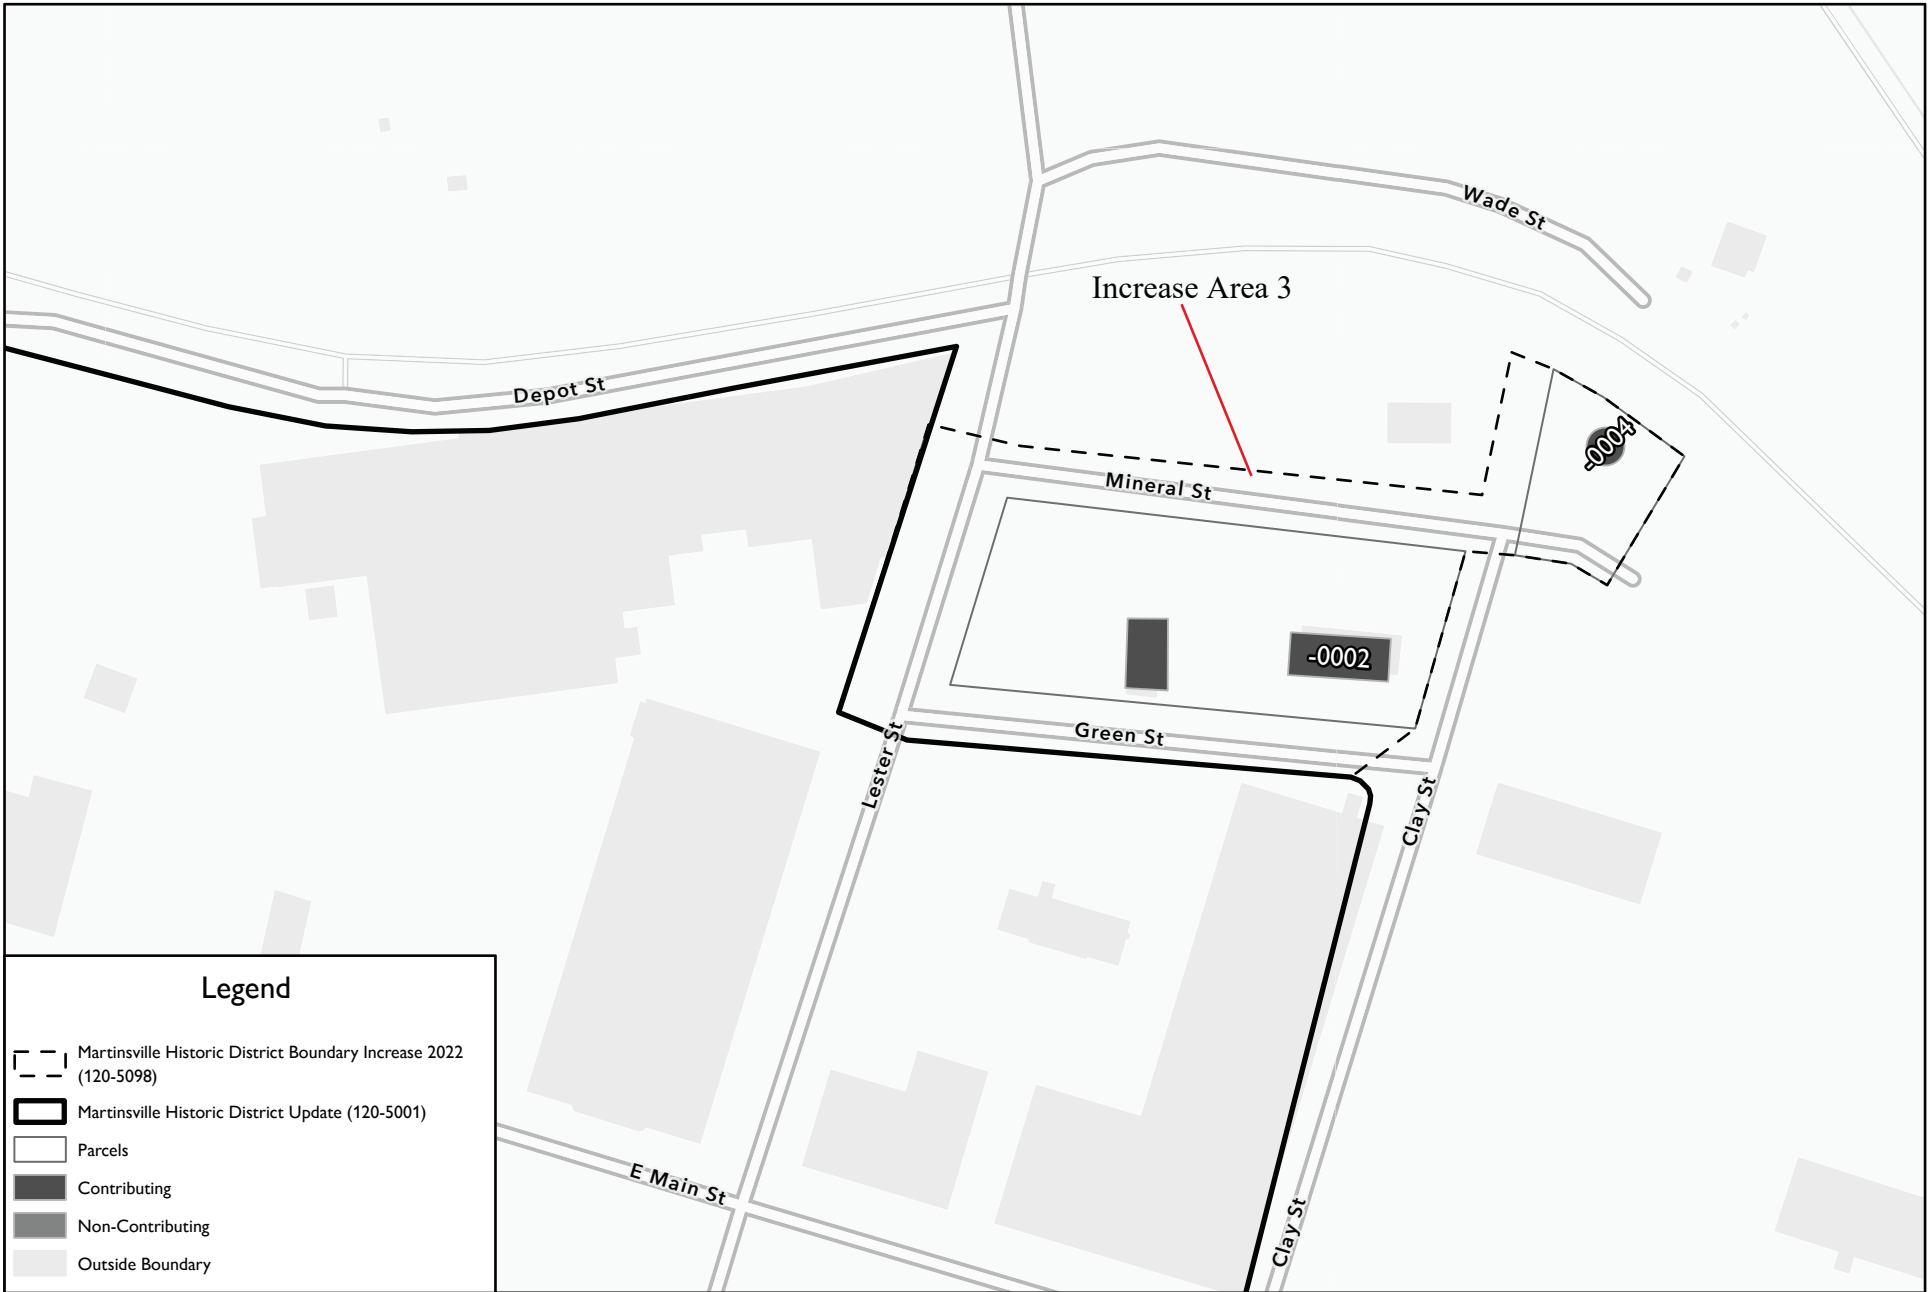 Wade St
Increase Area 3
Depot St
-0004
Mineral St
-0002
Green St
Lester St
Clay St
Legend
Martinsville Historic District Boundary Increase 2022
(120-5098)
Martinsville Historic District Update (120-5001)
Parcels
Contributing
Non-Contributing
Outside Boundary
E Main St
Clay St